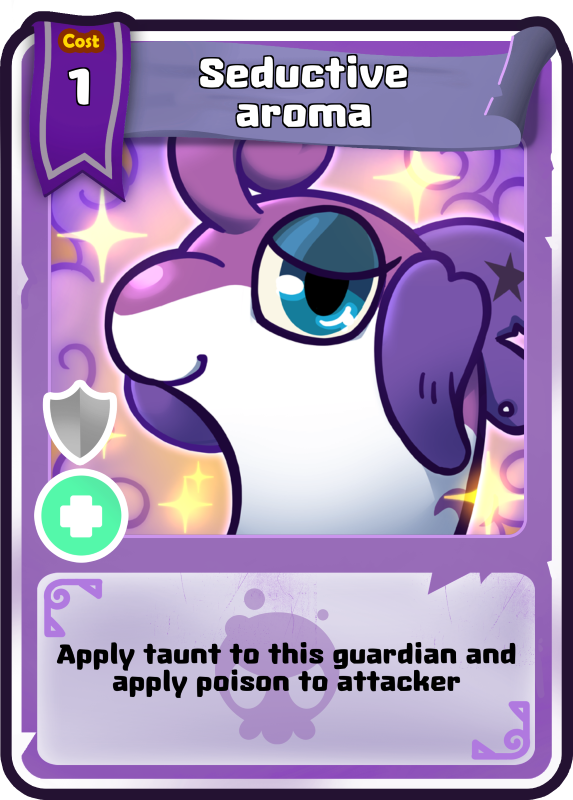 Cost
1
Seductive
aroma
Apply taunt to this guardian and
apply poison to attacker